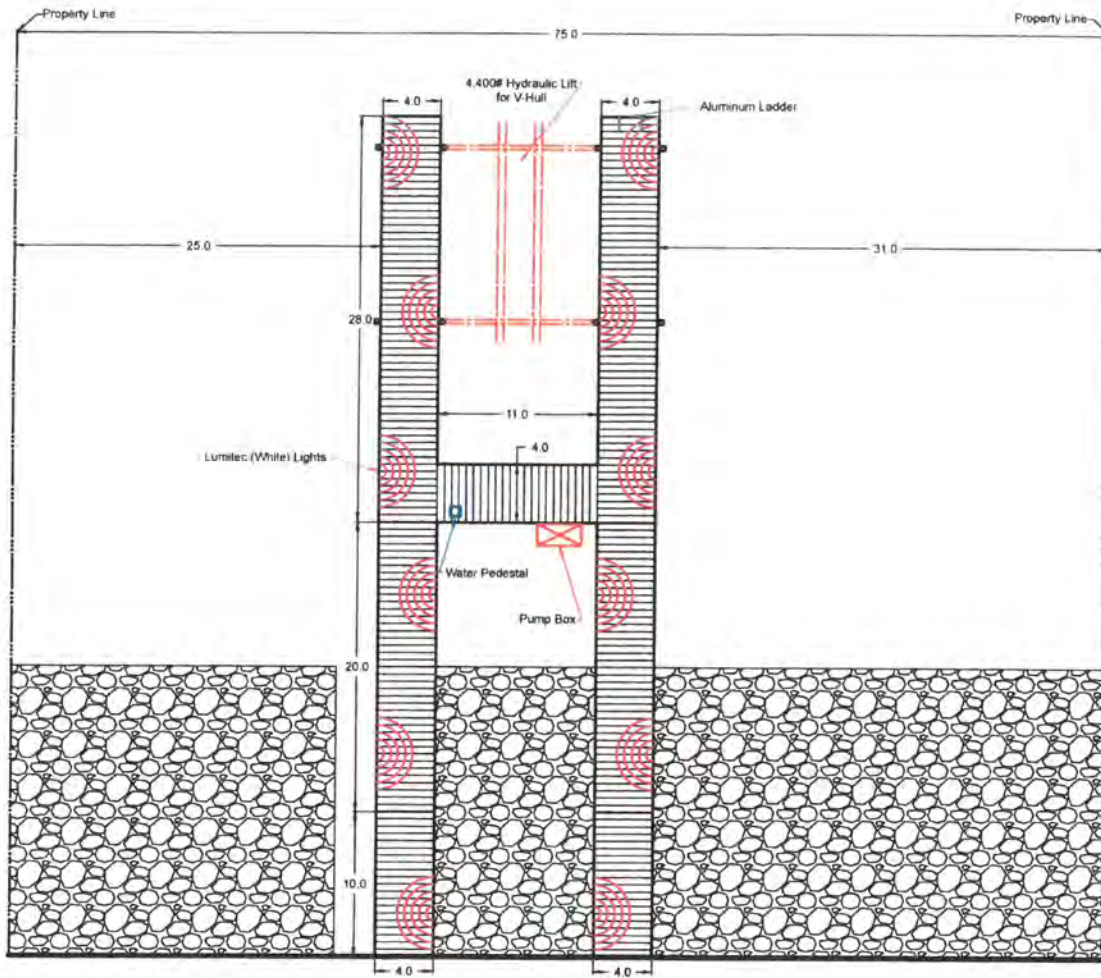 Property Line
Property Line
75.0
4.400# Hydraulic Lift
for V-Hull
4.0
4.0
Aluminum Ladder
25.0
31.0
28.0
11.0
4.0
Lumitec (White) Lights
Water Pedestal
Pump Box
20.0
10.0
4.0
4.0